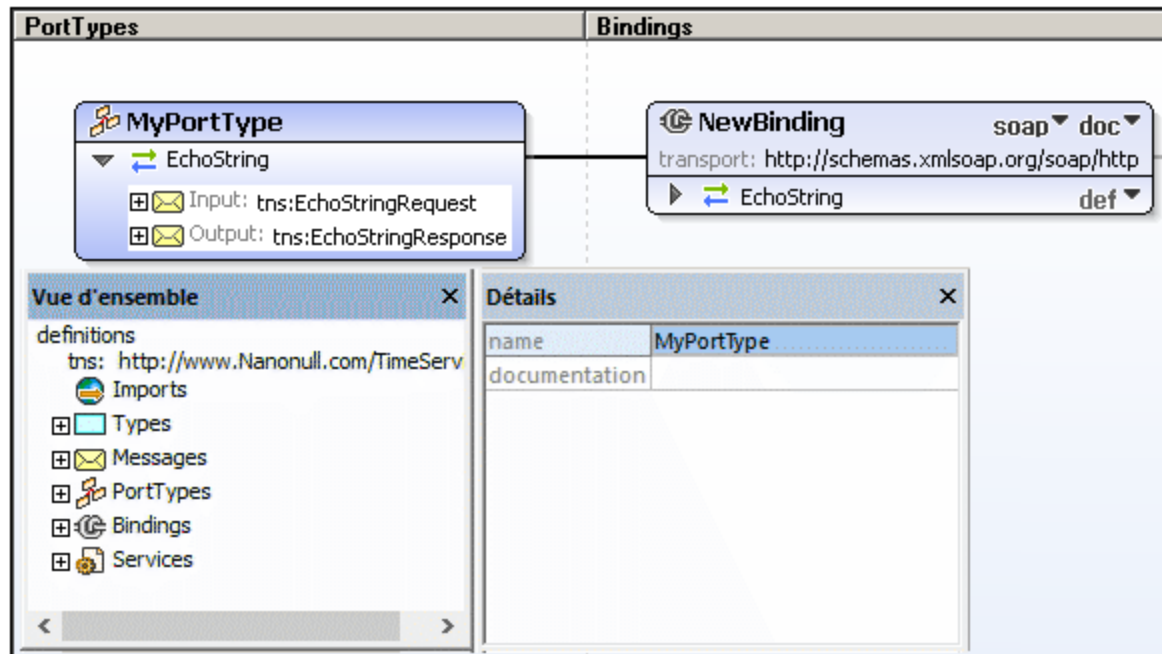 PortTypes
Bindings
MyPortType
EchoString
Input: tns:EchoStringRequest
Output: tns:EchoStringResponse
NewBinding soap doc
transport: http://schemas.xmlsoap.org/soap/http
EchoString def
Vue d'ensemble
definitions
tns: http://www.Nanonull.com/TimeServ
Imports
Types
Messages
PortTypes
Bindings
Services
Détails
name MyPortType
documentation